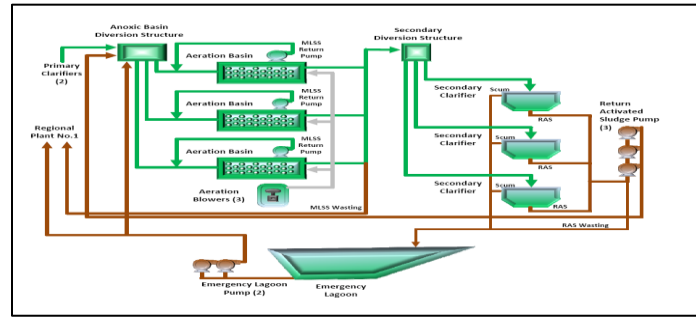 Anoxic Basin
Diversion Structure
MLSS
Return
Pump
Aeration Basin
Secondary
Diversion Structure
Primary
Clarifiers
(2)
Secondary
Clarifier
Scum
RAS
Return
Activated
Sludge Pump
(3)
Aeration Basin
MLSS
Return
Pump
Regional
Plant No.1
Secondary
Clarifier
Scum
RAS
Aeration Basin
MLSS
Return
Pump
Secondary
Clarifier
Scum
RAS
Aeration
Blowers (3)
MLSS Wasting
RAS Wasting
Emergency Lagoon
Pump (2)
Emergency
Lagoon